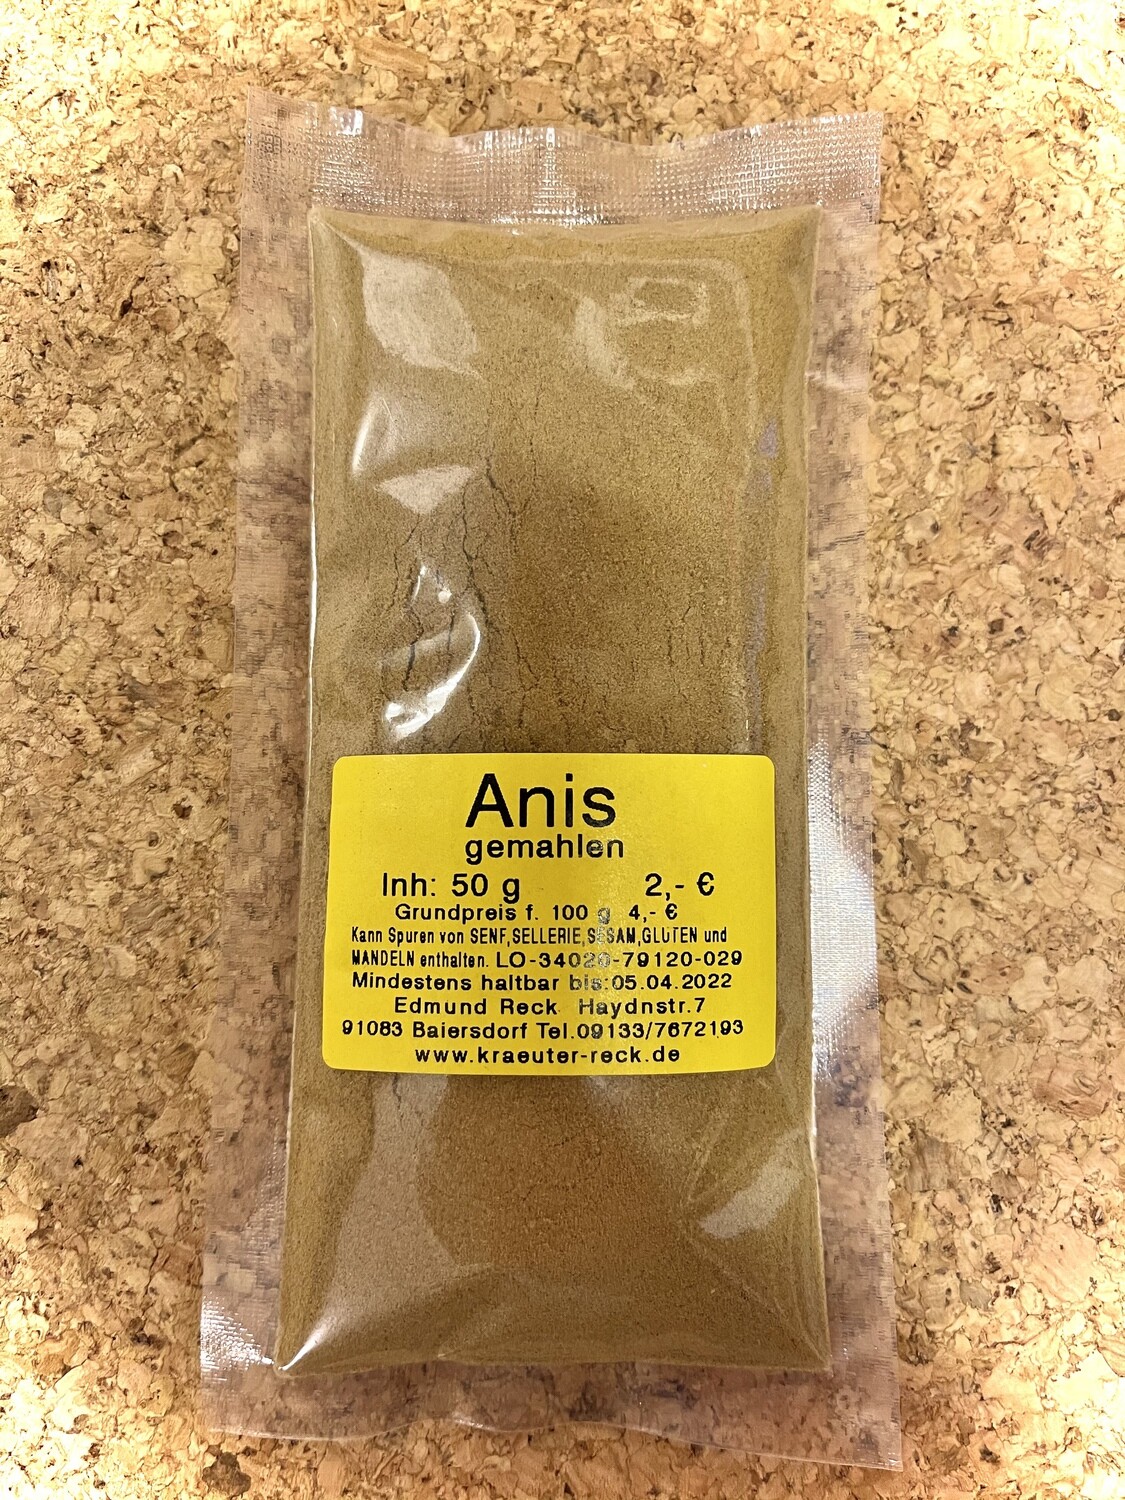 Anis
gemahlen
Inh: 50 g 2,- €
Grundpreis f. 100 g 4,- €
Kann Spuren von SENF,SELLERIE,SESAM,GLUTEN und
MANDELN enthalten. LO-34020-79120-029
Mindestens haltbar bis:05.04.2022
Edmund Reck Haydnstr.7
91083 Baiersdorf Tel.09133/7672193
www.kraeuter-reck.de